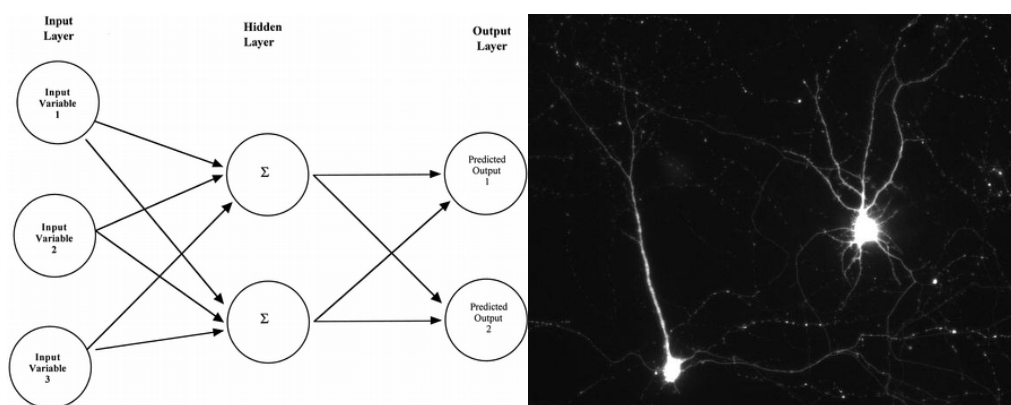 Input
Layer
Hidden
Layer
Output
Layer
Input
Variable
1
Input
Variable
2
Input
Variable
3
Σ
Σ
Predicted
Output
1
Predicted
Output
2